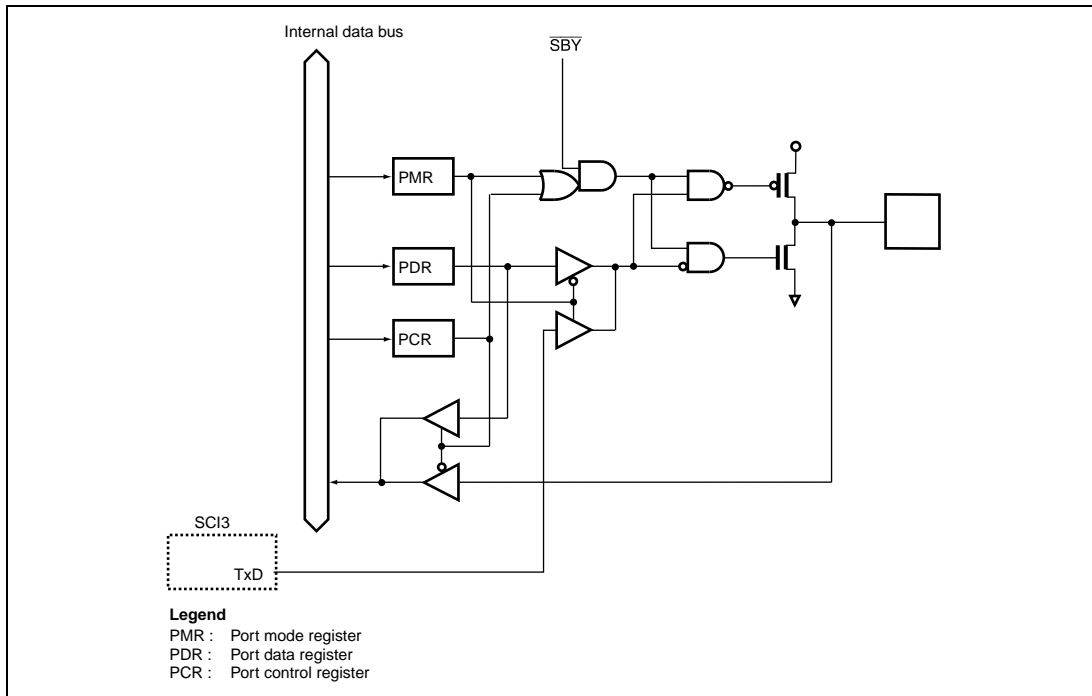 Internal data bus
SBY
PMR
PDR
PCR
SCI3
TxD
Legend
PMR : Port mode register
PDR : Port data register
PCR : Port control register